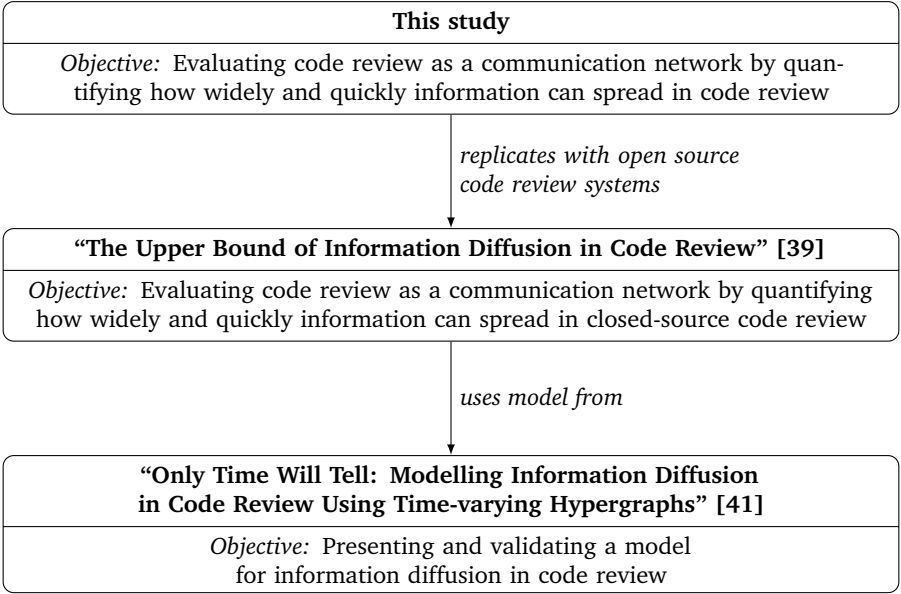 This study
Objective: Evaluating code review as a communication network by quan-
tifying how widely and quickly information can spread in code review
replicates with open source
code review systems
“The Upper Bound of Information Diffusion in Code Review” [39]
Objective: Evaluating code review as a communication network by quantifying
how widely and quickly information can spread in closed-source code review
uses model from
“Only Time Will Tell: Modelling Information Diffusion
in Code Review Using Time-varying Hypergraphs” [41]
Objective: Presenting and validating a model
for information diffusion in code review